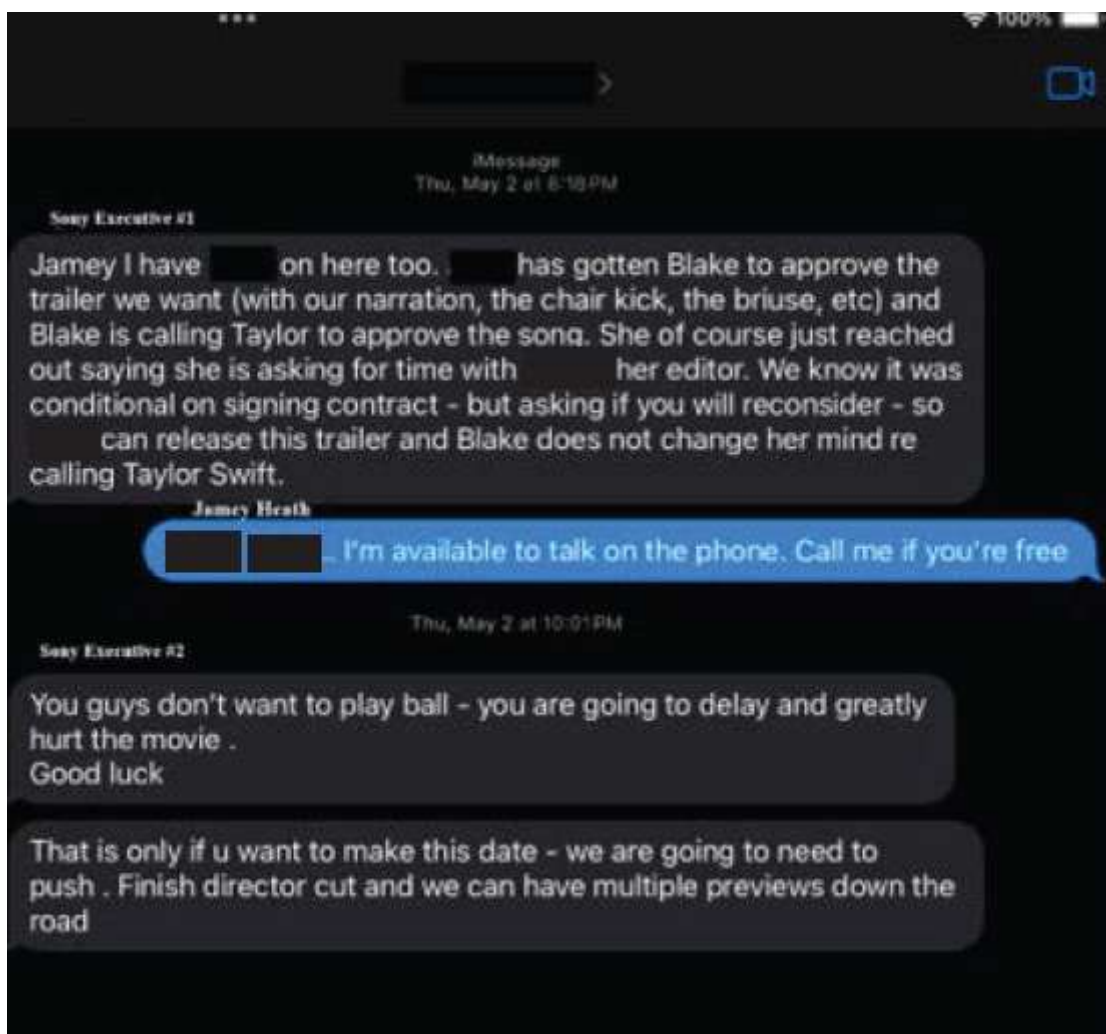 100%
iMessage
Thu, May 2 at 6:18 PM
Sony Executive #1
Jamey I have on here too. has gotten Blake to approve the
trailer we want (with our narration, the chair kick, the briuse, etc) and
Blake is calling Taylor to approve the song. She of course just reached
out saying she is asking for time with her editor. We know it was
conditional on signing contract - but asking if you will reconsider - so
can release this trailer and Blake does not change her mind re
calling Taylor Swift.
Jamey Heath
I'm available to talk on the phone. Call me if you're free
Thu, May 2 at 10:01 PM
Sony Executive #2
You guys don't want to play ball - you are going to delay and greatly
hurt the movie .
Good luck
That is only if u want to make this date - we are going to need to
push . Finish director cut and we can have multiple previews down the
road